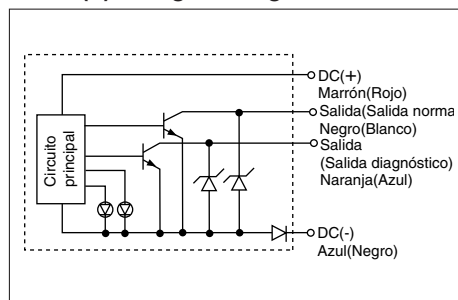 DC(+)
Marrón(Rojo)
Salida(Salida norma
Negro(Blanco)
Salida
(Salida diagnóstico)
Naranja(Azul)
Circuito
principal
DC(-)
Azul(Negro)